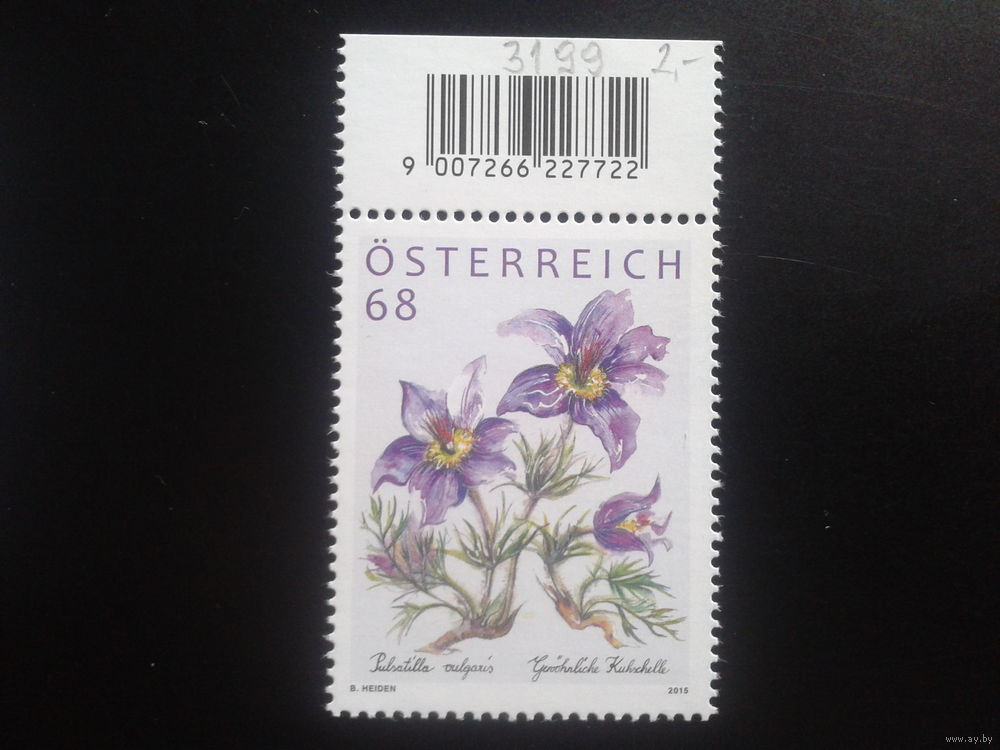 3199 2,-
9 007266 227722
ÖSTERREICH
68
Pulsatilla vulgaris Gewöhnliche Kuhschelle
B. HEIDEN 2015
www.ay.by